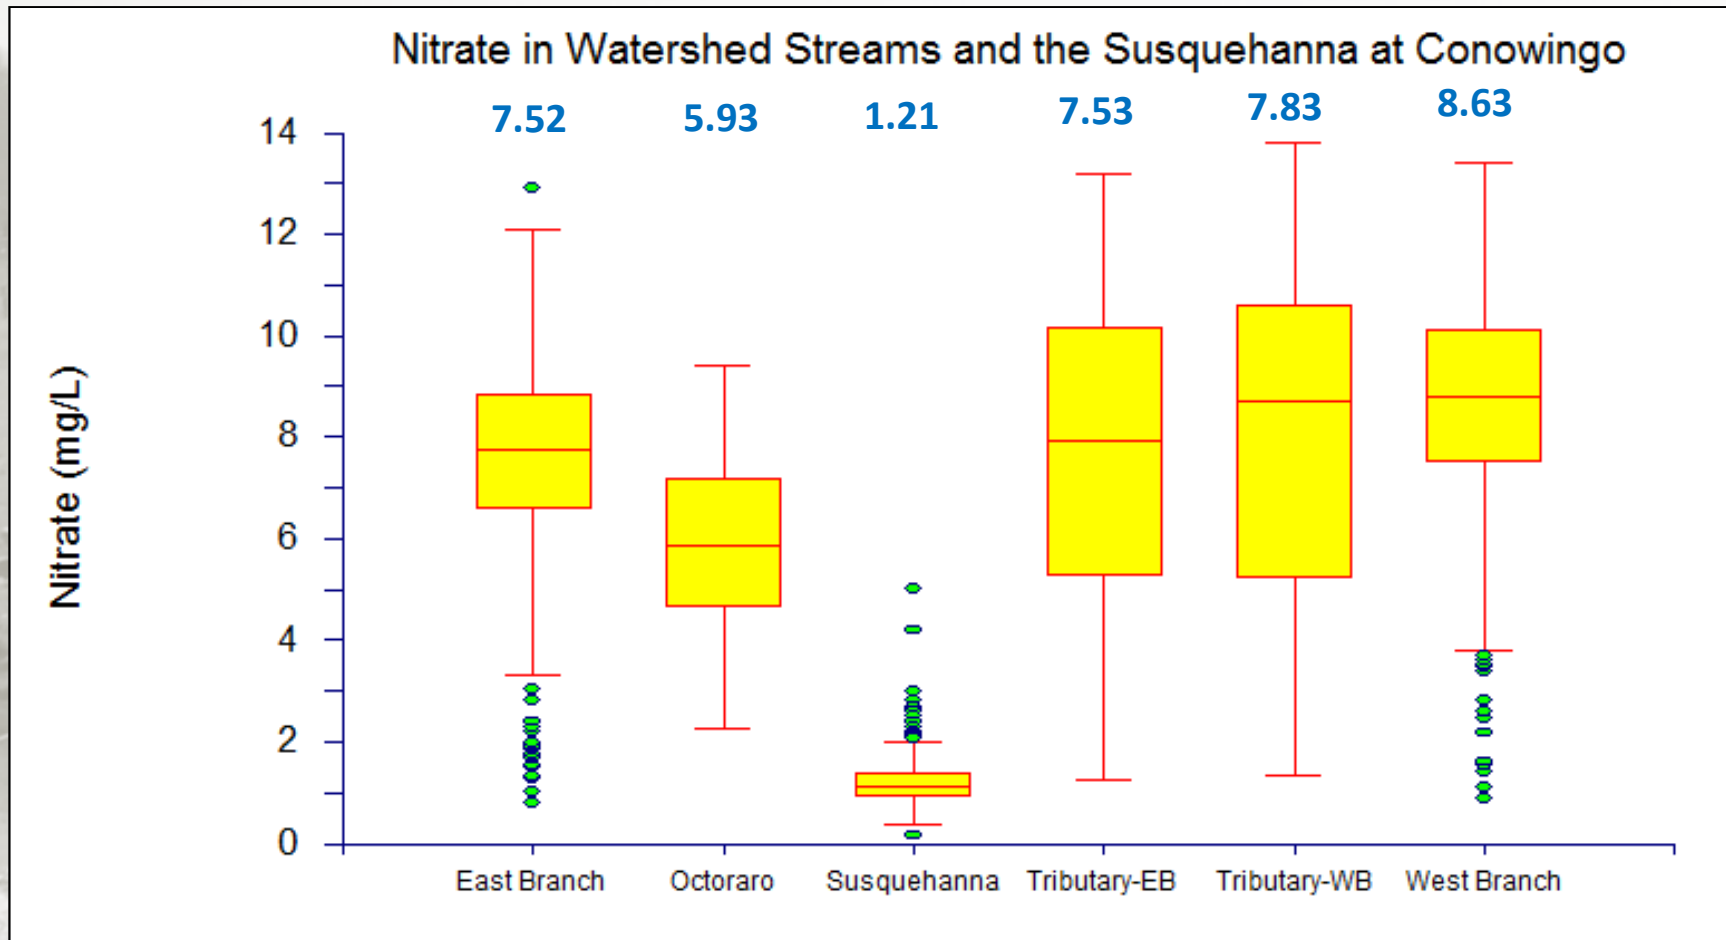 Nitrate in Watershed Streams and the Susquehanna at Conowingo
7.52 5.93 1.21 7.53 7.83 8.63
Nitrate (mg/L)
14
12
10
8
6
4
2
0
East Branch Octoraro Susquehanna Tributary-EB Tributary-WB West Branch